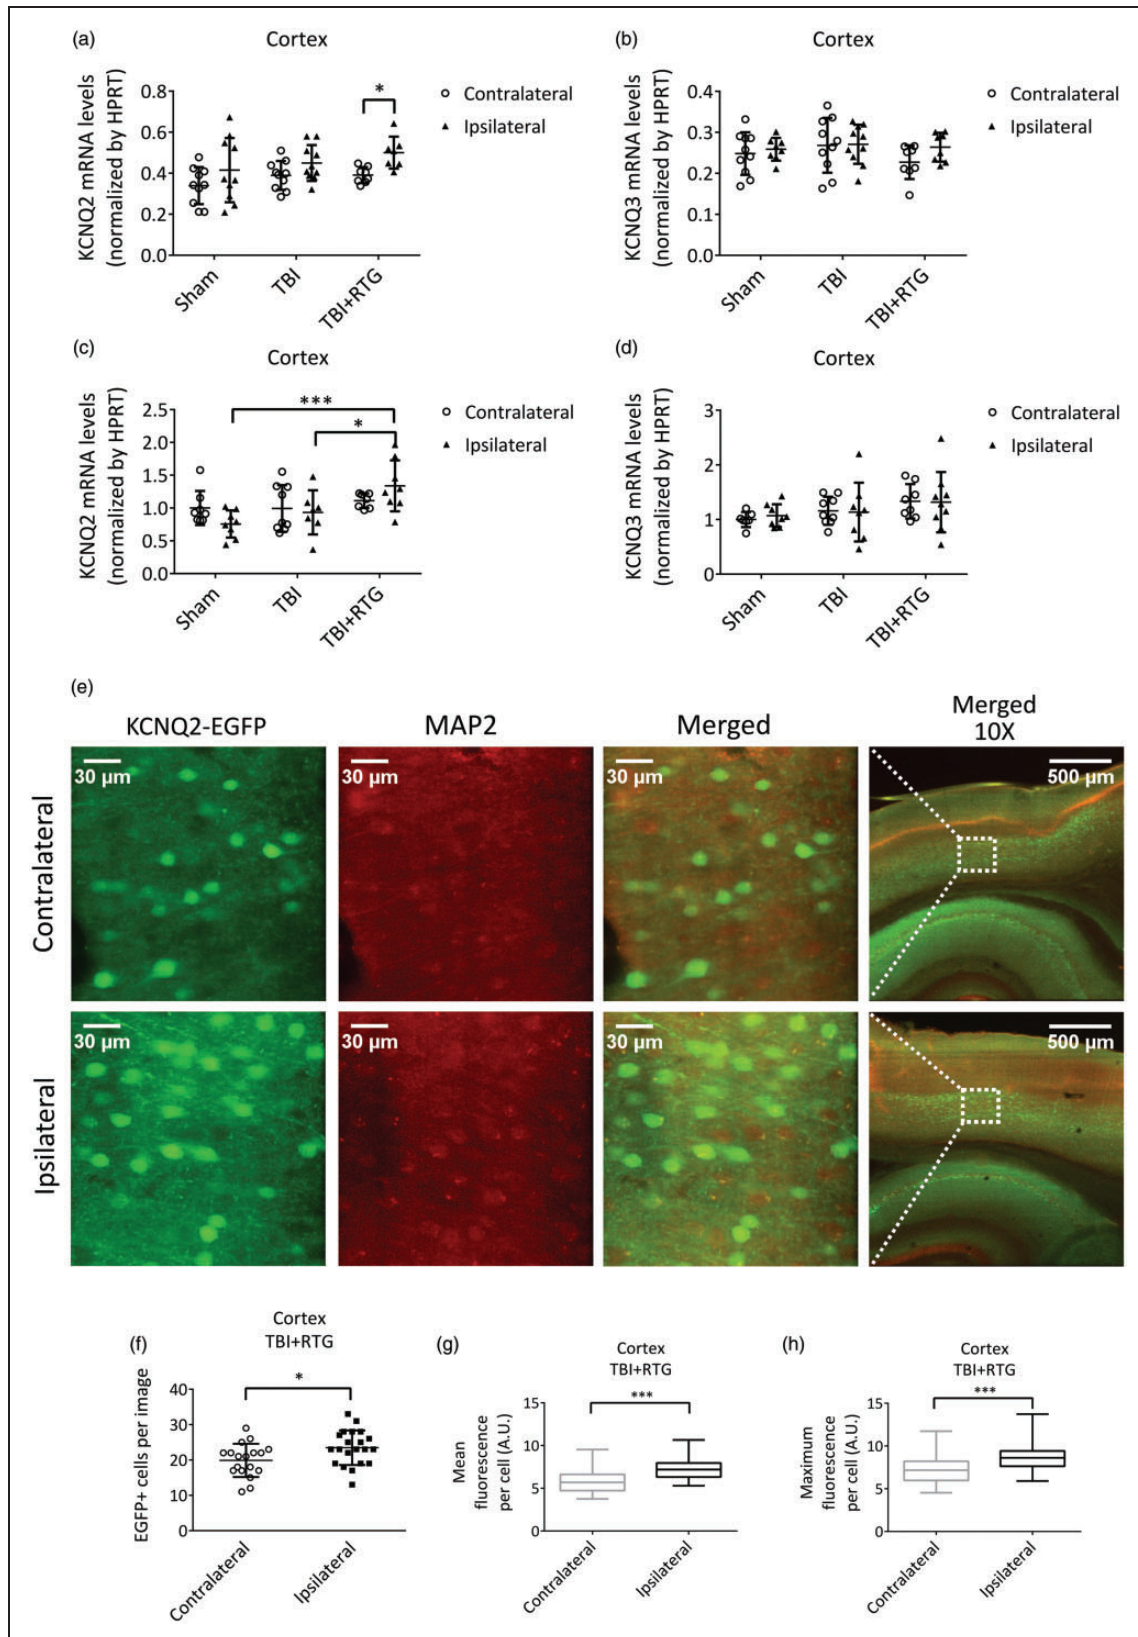 (a)
Cortex
KCNQ2 mRNA levels
(normalized by HPRT)
0.8
0.6
0.4
0.2
0.0
*
Contralateral
Ipsilateral
Sham
TBI
TBI+RTG
(b)
Cortex
KCNQ3 mRNA levels
(normalized by HPRT)
0.4
0.3
0.2
0.1
0.0
Contralateral
Ipsilateral
Sham
TBI
TBI+RTG
(c)
Cortex
KCNQ2 mRNA levels
(normalized by HPRT)
2.5
2.0
1.5
1.0
0.5
0.0
***
*
Contralateral
Ipsilateral
Sham
TBI
TBI+RTG
(d)
Cortex
KCNQ3 mRNA levels
(normalized by HPRT)
3
2
1
0
Contralateral
Ipsilateral
Sham
TBI
TBI+RTG
(e)
KCNQ2-EGFP
MAP2
Merged
Merged
10X
Contralateral
30 µm
30 µm
30 µm
500 µm
Ipsilateral
30 µm
30 µm
30 µm
500 µm
(f)
Cortex
TBI+RTG
EGFP+ cells per image
40
30
20
10
0
*
Contralateral
Ipsilateral
(g)
Cortex
TBI+RTG
Mean
fluorescence
per cell (A.U.)
15
10
5
0
***
Contralateral
Ipsilateral
(h)
Cortex
TBI+RTG
Maximum
fluorescence
per cell (A.U.)
15
10
5
0
***
Contralateral
Ipsilateral